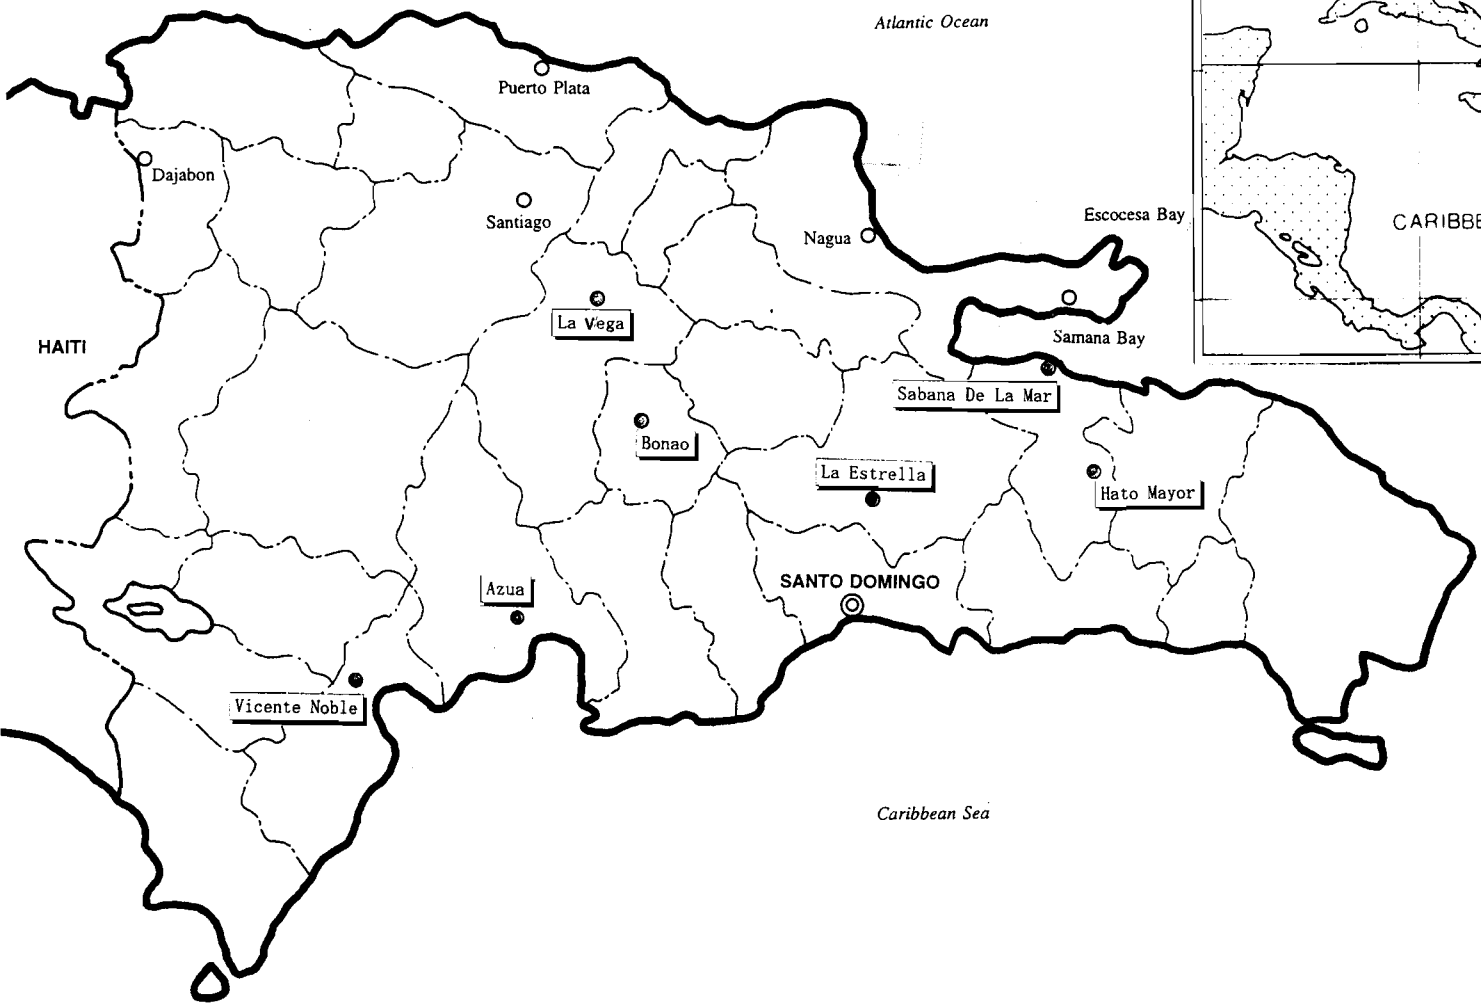 Atlantic Ocean
Puerto Plata
Dajabon
Santiago
Nagua
Escocesa Bay
CARIBBE
La Vega
HAITI
Samana Bay
Sabana De La Mar
Bonao
La Estrella
Hato Mayor
SANTO DOMINGO
Azua
Vicente Noble
Caribbean Sea